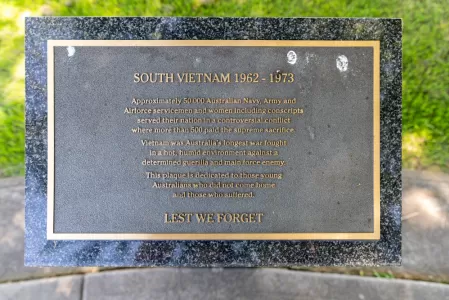 SOUTH VIETNAM 1962 - 1973
Approximately 50 000 Australian Navy, Army and
Airforce servicemen and women including conscripts
served their nation in a controversial conflict
where more than 500 paid the supreme sacrifice.
Vietnam was Australia's longest war fought
in a hot, humid environment against a
determined guerilla and main force enemy.
This plaque is dedicated to those young
Australians who did not come home
and those who suffered.
LEST WE FORGET